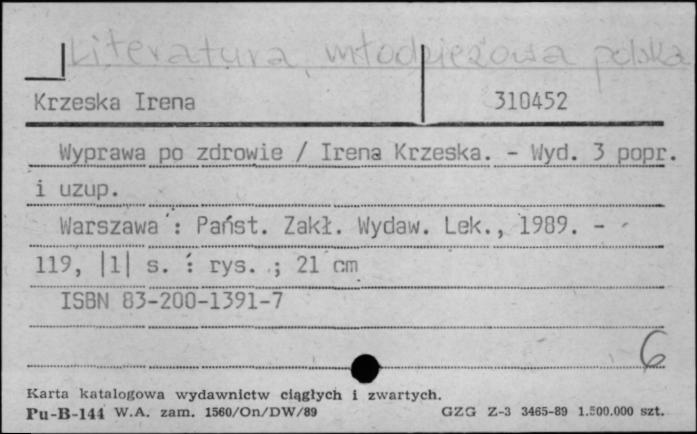 Literatura młodzieżowa polska
Krzeska Irena 310452
Wyprawa po zdrowie / Irena Krzeska. - Wyd. 3 popr.
i uzup.
Warszawa : Państ. Zakł. Wydaw. Lek., 1989. -
119, |1| s. : rys. ; 21 cm
ISBN 83-200-1391-7
6
Karta katalogowa wydawnictw ciągłych i zwartych.
Pu-B-144 W.A. zam. 1560/On/DW/89 GZG Z-3 3465-89 1.500.000 szt.